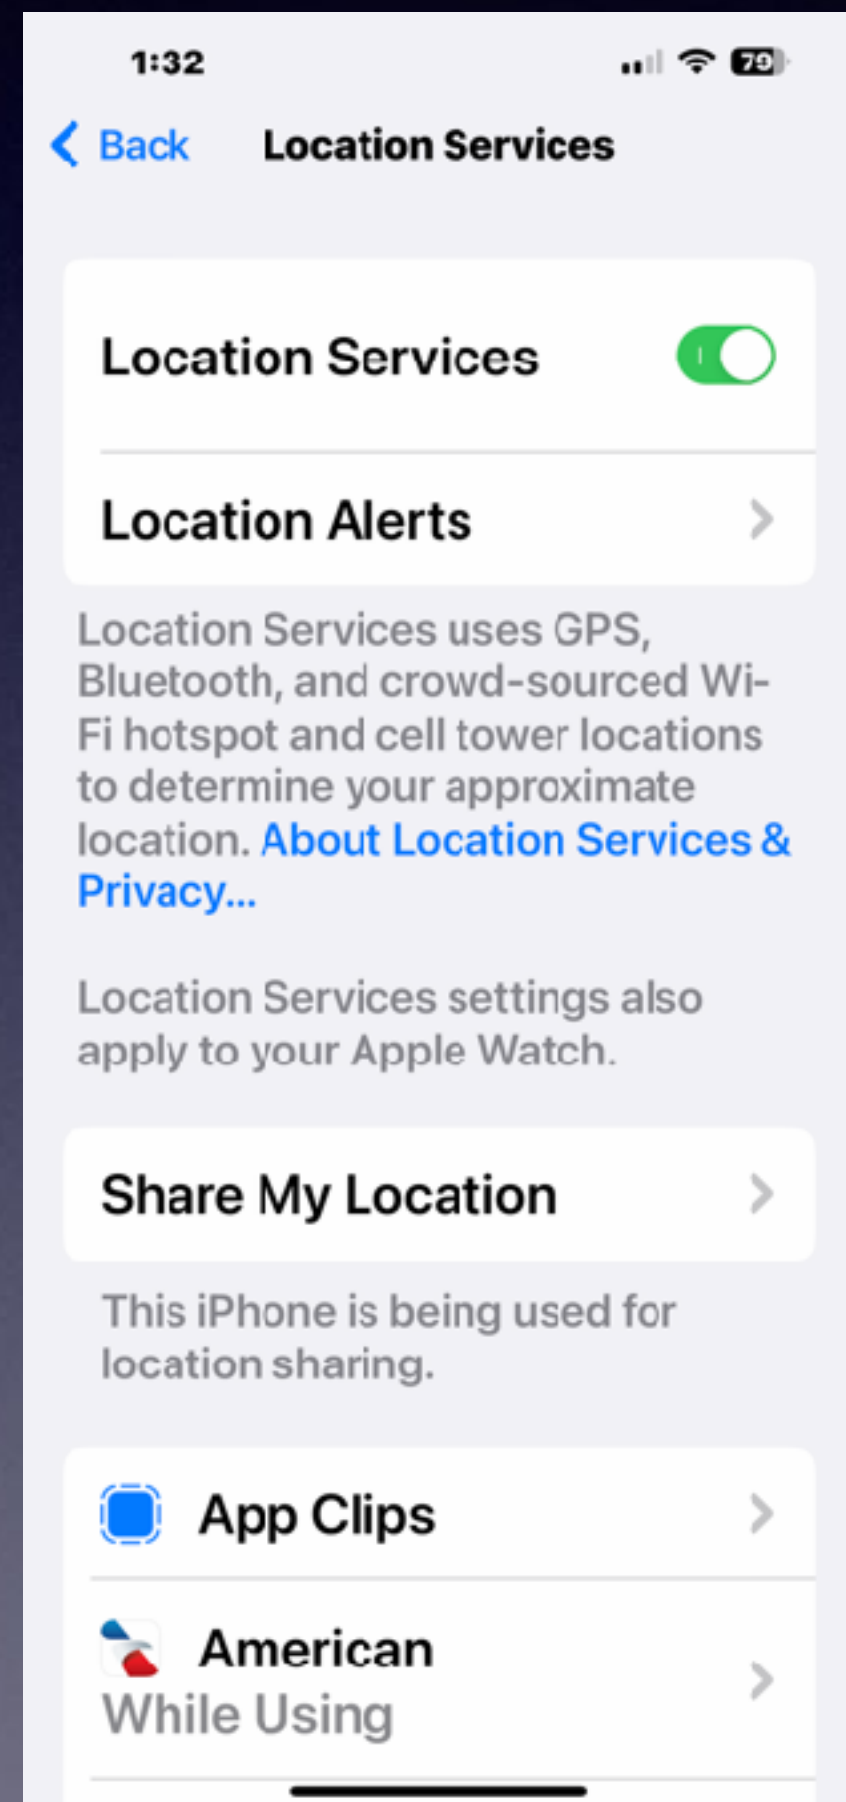 1:32
79
Back Location Services
Location Services
Location Alerts
Location Services uses GPS,
Bluetooth, and crowd-sourced Wi-
Fi hotspot and cell tower locations
to determine your approximate
location. About Location Services &
Privacy...
Location Services settings also
apply to your Apple Watch.
Share My Location
This iPhone is being used for
location sharing.
App Clips
American
While Using